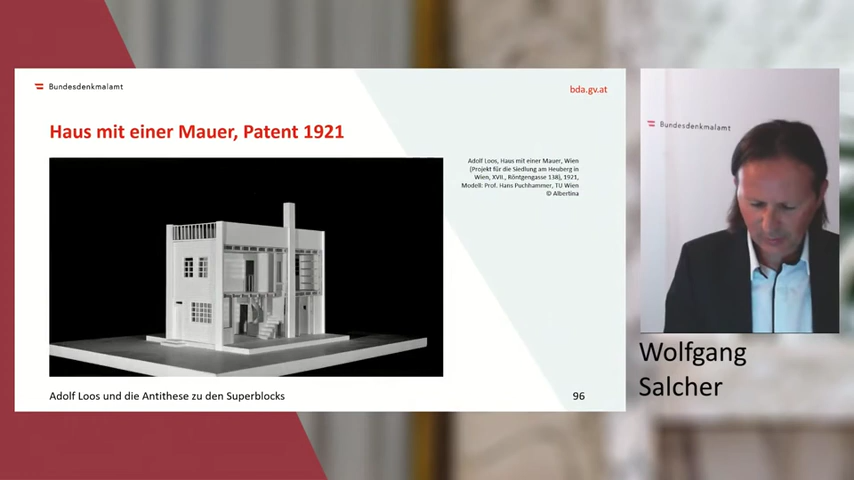 Bundesdenkmalamt
bda.gv.at
Haus mit einer Mauer, Patent 1921
Adolf Loos, Haus mit einer Mauer, Wien
(Projekt für die Siedlung am Heuberg in
Wien, XVII., Röntgengasse 138), 1921,
Modell: Prof. Hans Puchhammer, TU Wien
© Albertina
Adolf Loos und die Antithese zu den Superblocks
96
Bundesdenkmalamt
Wolfgang
Salcher